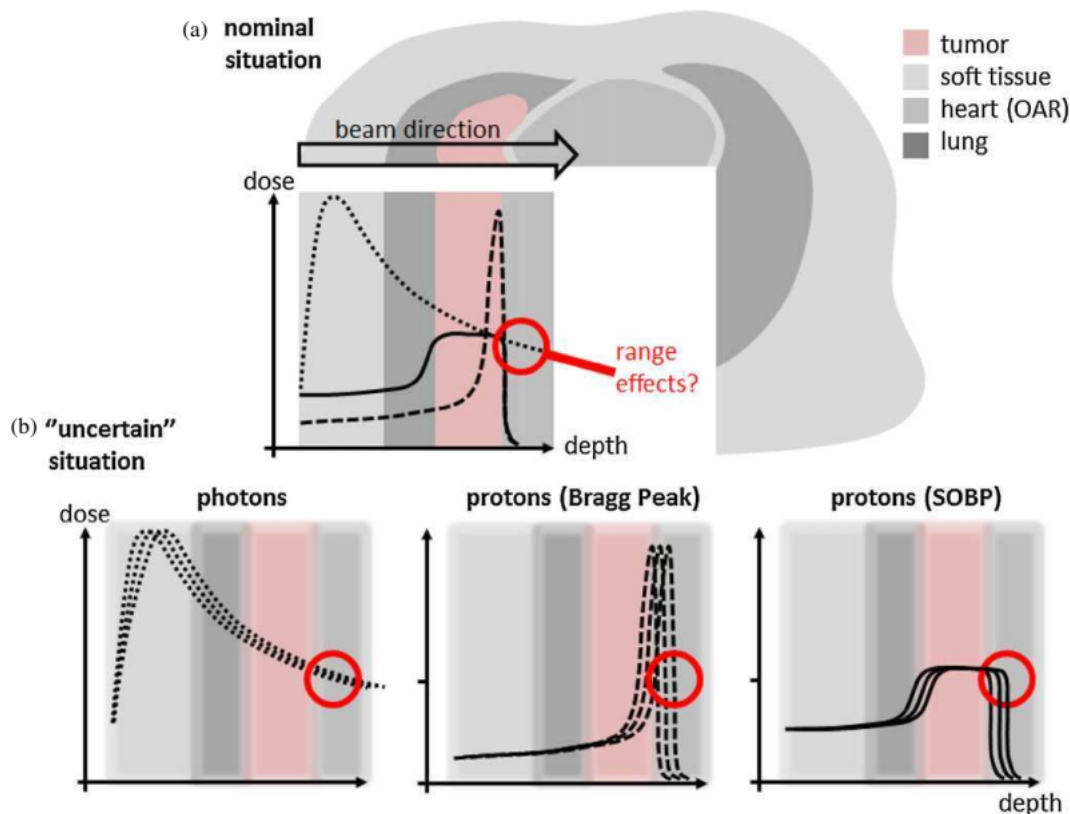 (a) nominal
situation
tumor
soft tissue
heart (OAR)
lung
beam direction
dose
range
effects?
depth
(b) "uncertain"
situation
photons
protons (Bragg Peak)
protons (SOBP)
dose
depth